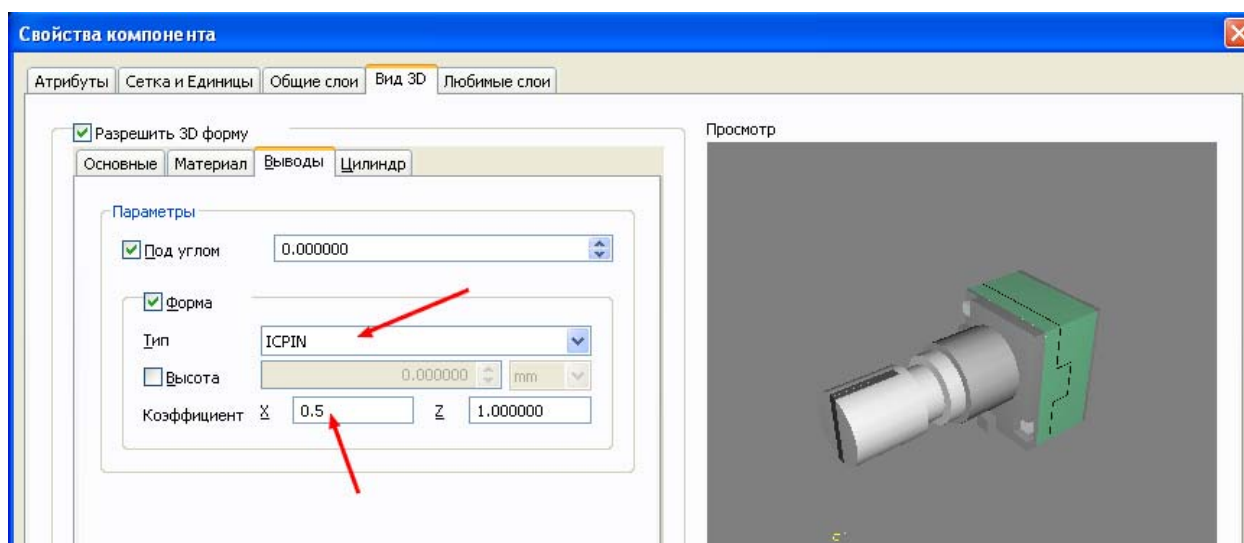 Свойства компонента
Атрибуты Сетка и Единицы Общие слои Вид 3D Любимые слои
Разрешить 3D форму
Просмотр
Основные Материал Выводы Цилиндр
Параметры
Под углом 0.000000
Форма
Тип ICPIN
Высота 0.000000 mm
Коэффициент X 0.5 Z 1.000000